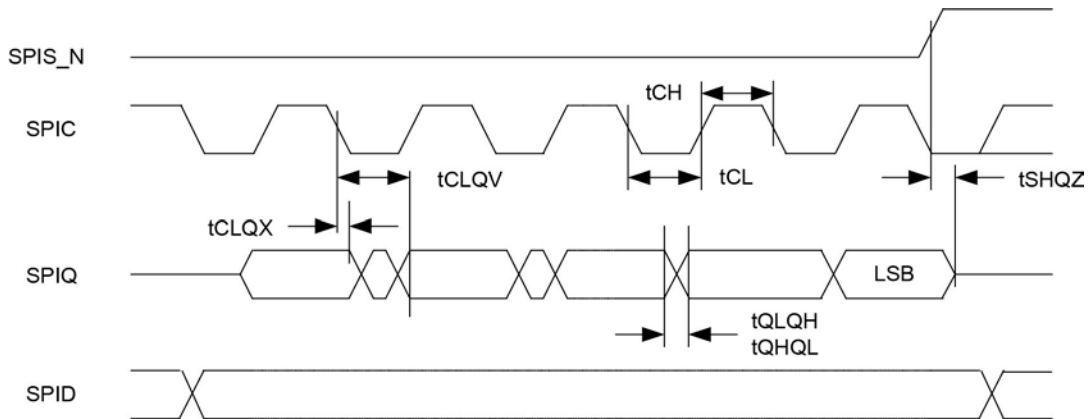 SPIS_N
tCH
SPIC
tCLQV
tCL
tSHQZ
tCLQX
SPIQ
LSB
tQLQH
tQHQL
SPID